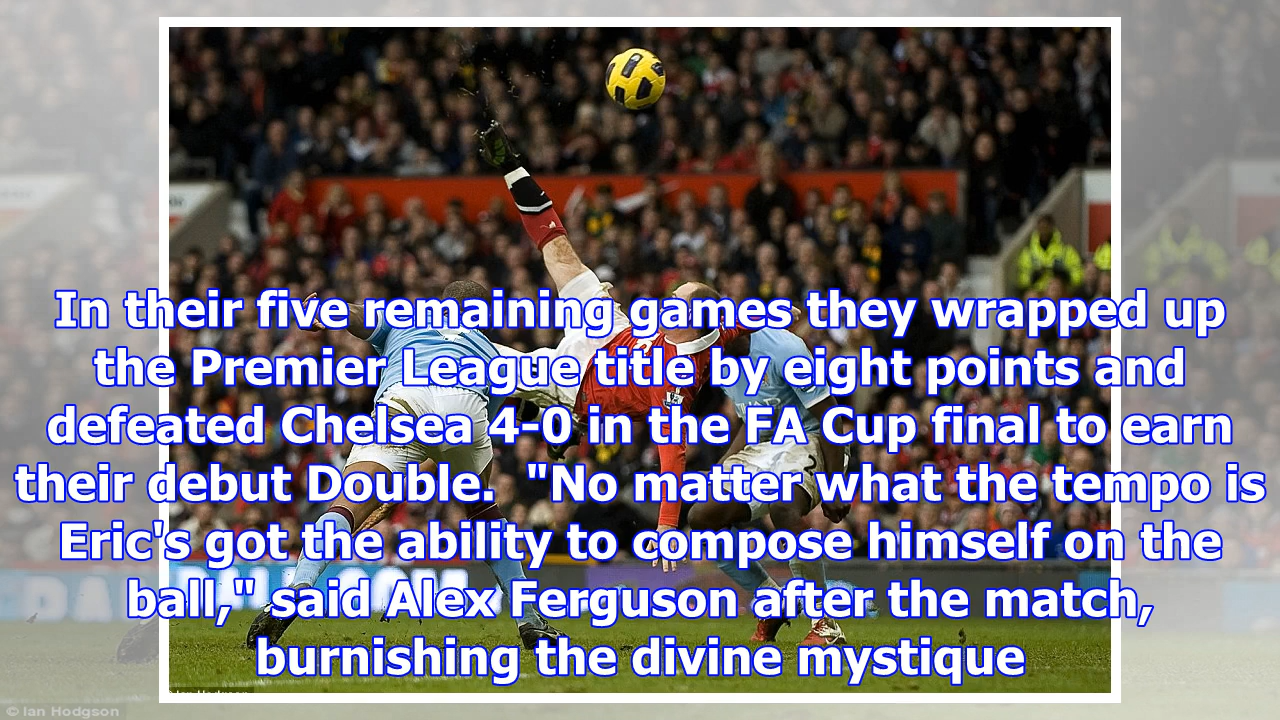 In their five remaining games they wrapped up
the Premier League title by eight points and
defeated Chelsea 4-0 in the FA Cup final to earn
their debut Double.  "No matter what the tempo is
Eric's got the ability to compose himself on the
ball," said Alex Ferguson after the match,
burnishing the divine mystique
© Ian Hodgson